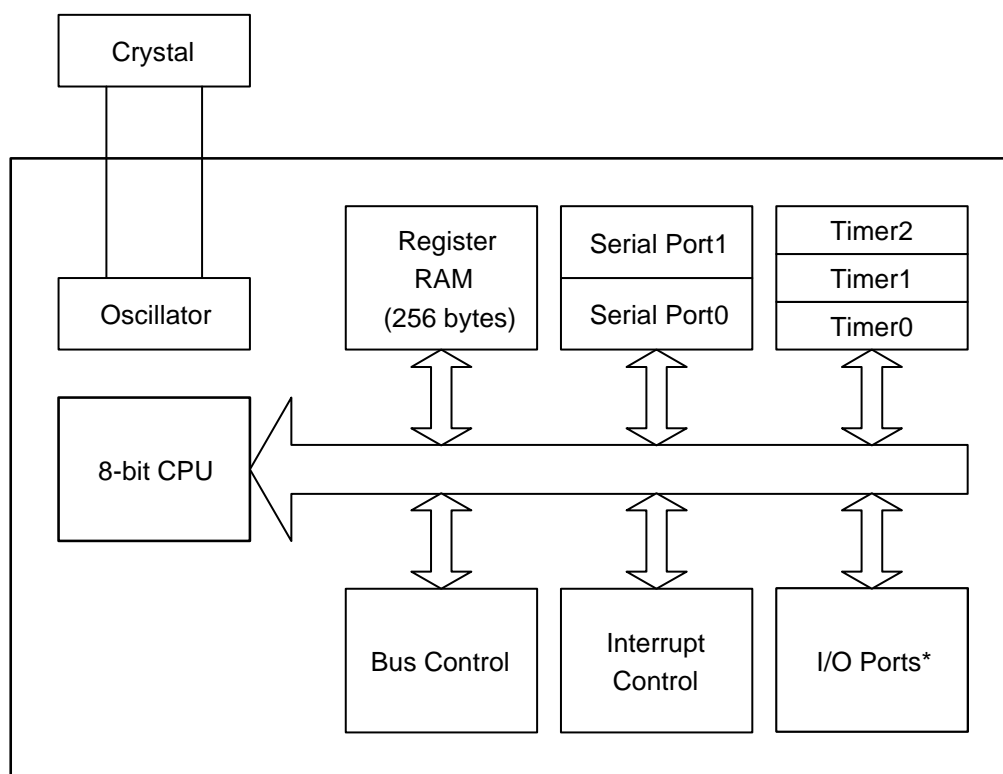 Crystal
Oscillator
Register
RAM
(256 bytes)
Serial Port1
Serial Port0
Timer2
Timer1
Timer0
8-bit CPU
Bus Control
Interrupt
Control
I/O Ports*